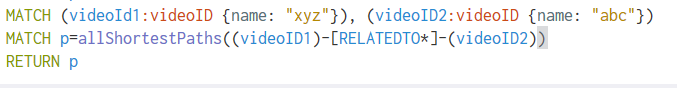 MATCH (videoId1:videoID {name: "xyz"}), (videoID2:videoID {name: "abc"})
MATCH p=allShortestPaths((videoID1)-[RELATEDTO*]-(videoID2))
RETURN p